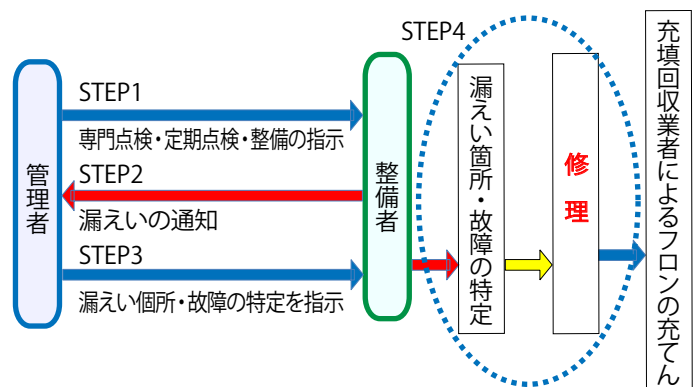 管理者
STEP1
専門点検・定期点検・整備の指示
STEP2
漏えいの通知
STEP3
漏えい個所・故障の特定を指示
整備者
STEP4
漏えい箇所・故障の特定
修理
充填回収業者によるフロンの充てん